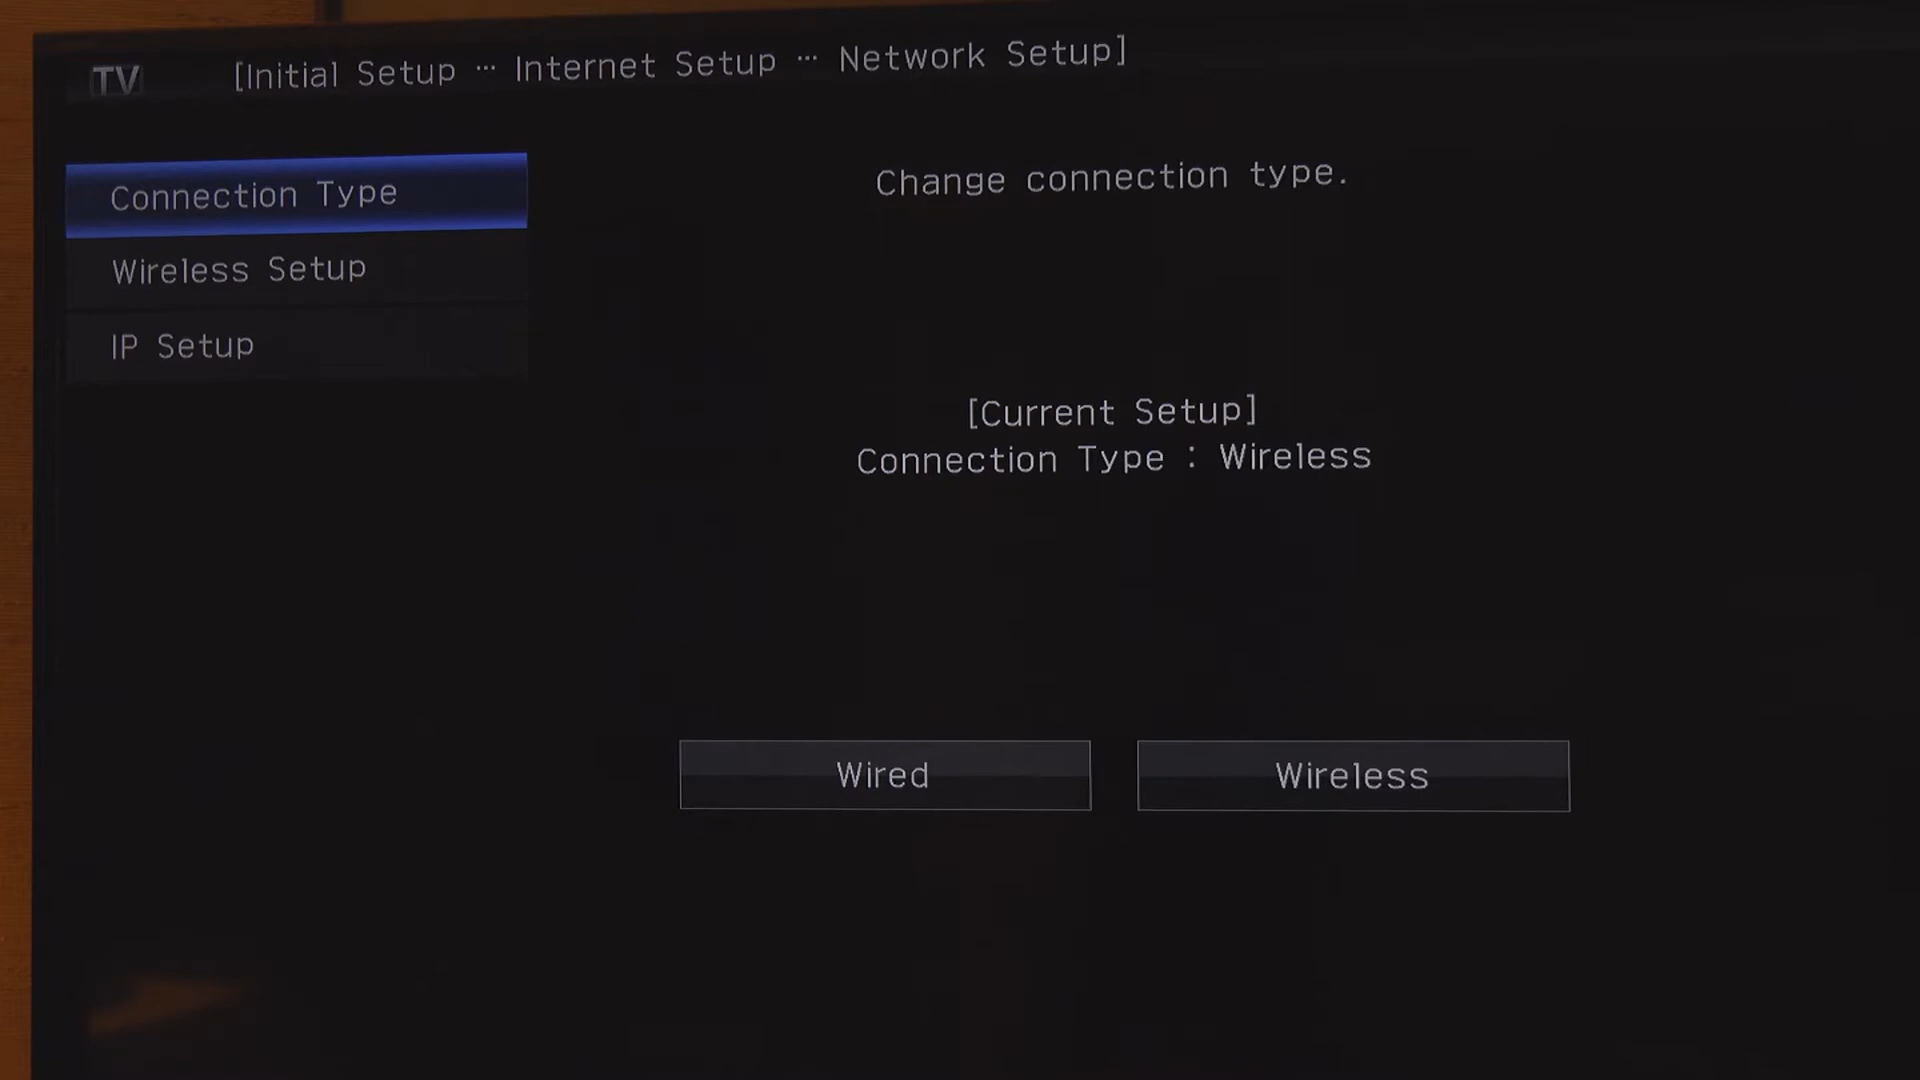 TV
[Initial Setup ··· Internet Setup ··· Network Setup]
Connection Type
Wireless Setup
IP Setup
Change connection type.
[Current Setup]
Connection Type : Wireless
Wired
Wireless